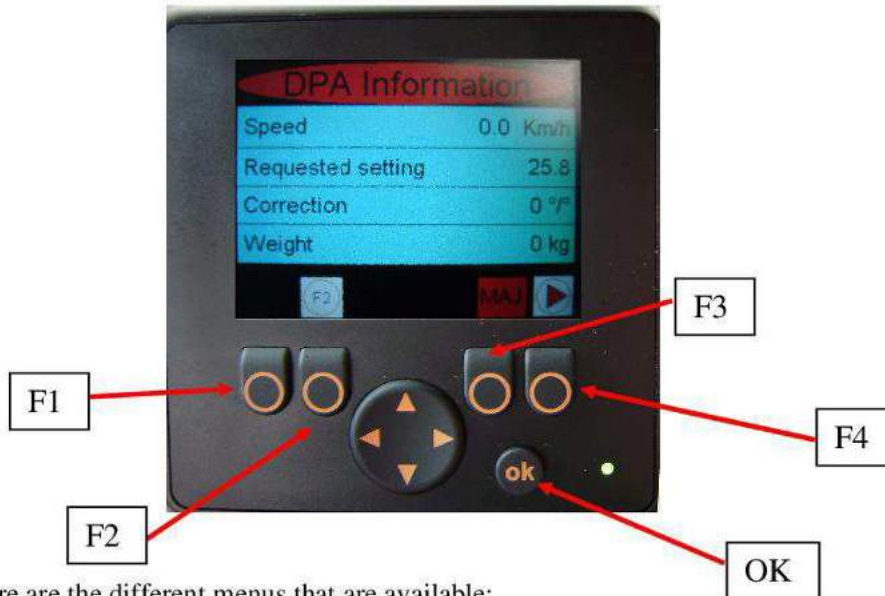 DPA Information
Speed 0.0 Km/h
Requested setting 25.8
Correction 0 °/°
Weight 0 kg
F2 MAJ
F3
F1
F4
ok
F2
OK
re are the different menus that are available: